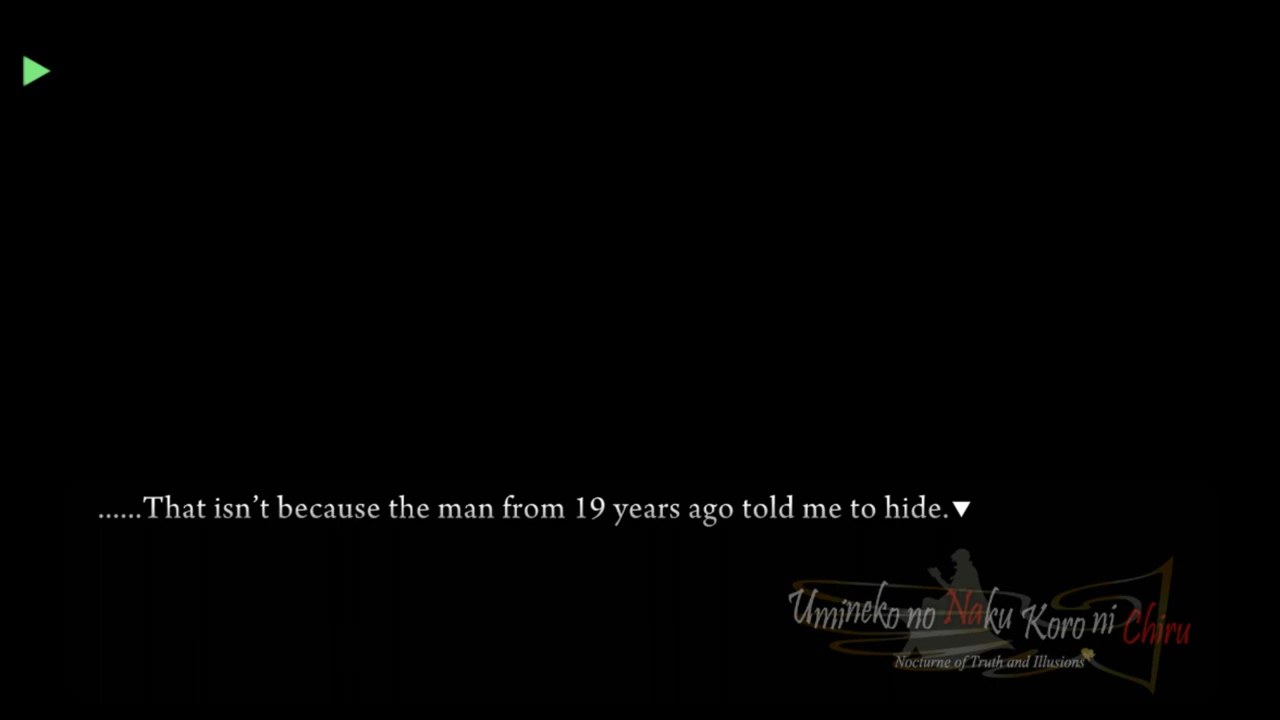 ......That isn't because the man from 19 years ago told me to hide.
Umineko no Naku Koro ni Chiru
Nocturne of Truth and Illusions